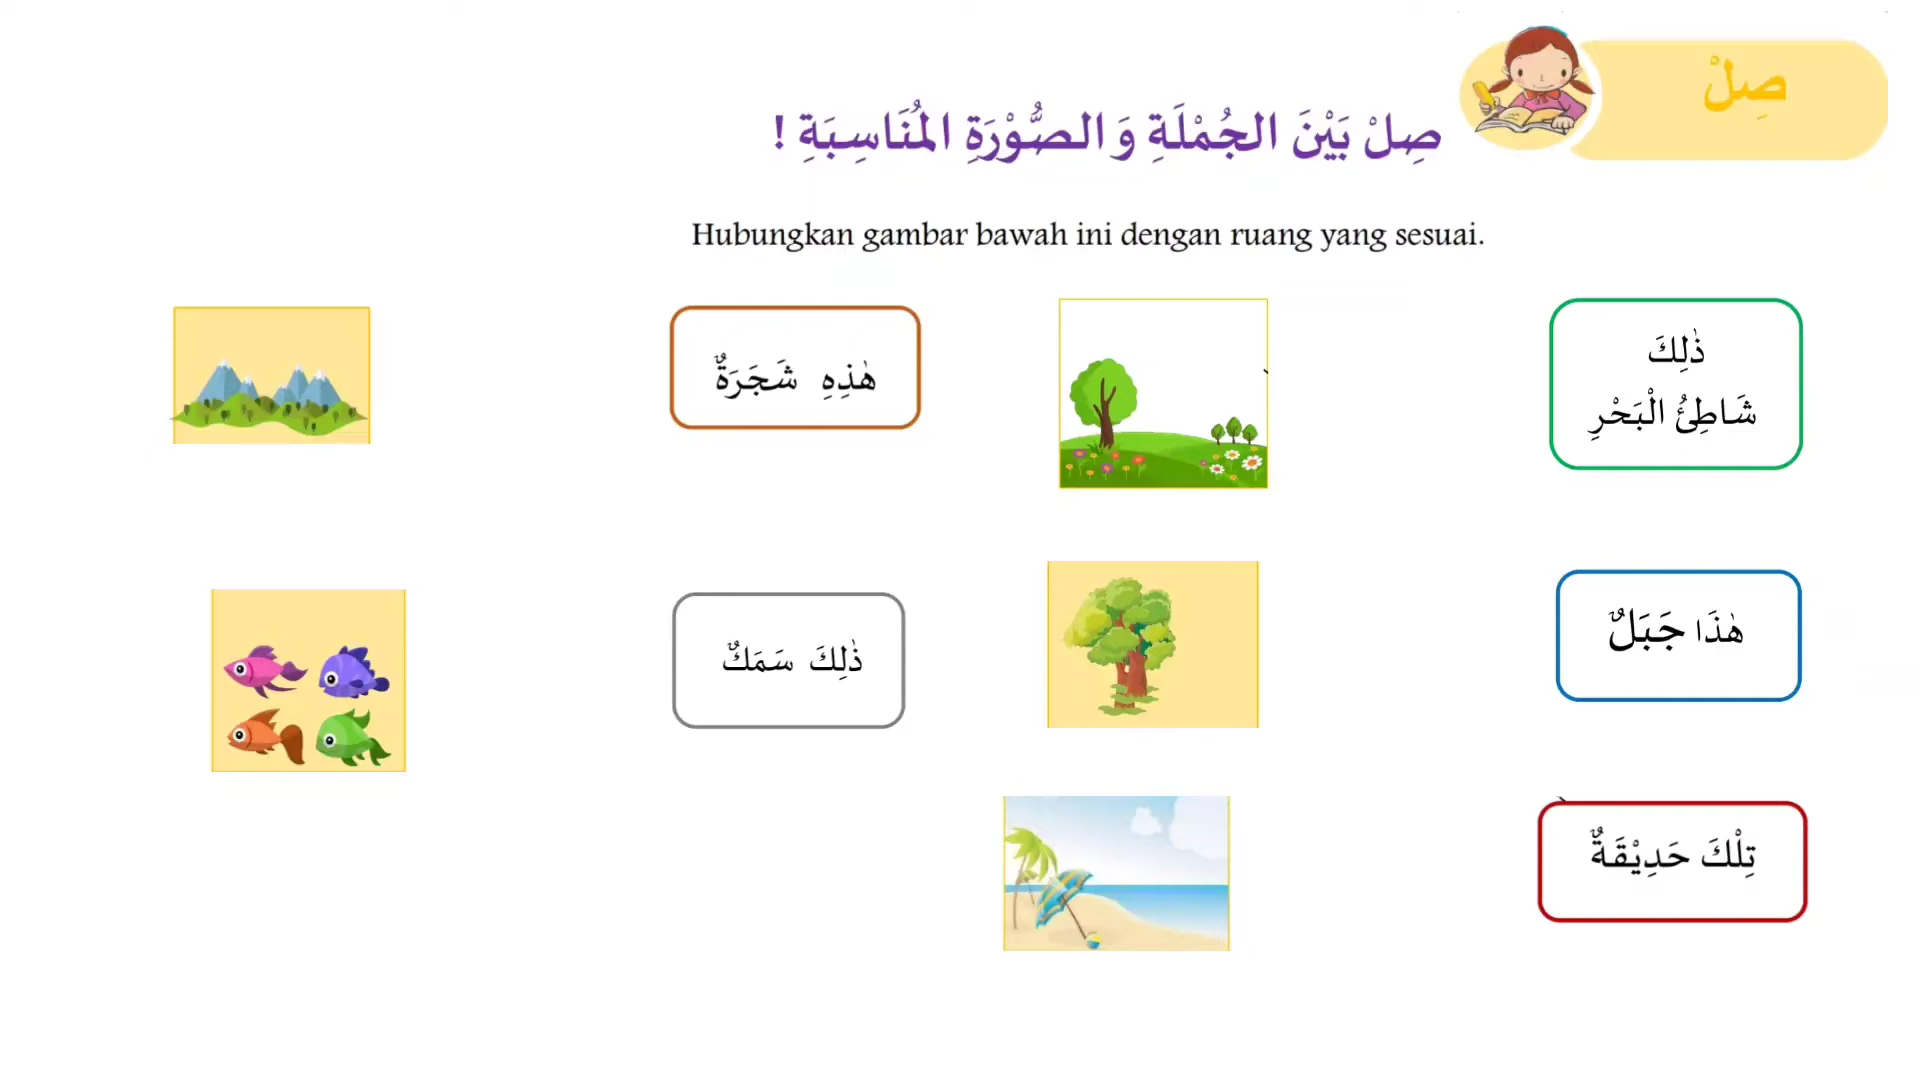 صِلْ
صِلْ بَيْنَ الجُمْلَةِ وَ الصُّوْرَةِ المُنَاسِبَةِ !
Hubungkan gambar bawah ini dengan ruang yang sesuai.
ذٰلِكَ
شَاطِئُ الْبَحْرِ
هٰذِهِ شَجَرَةٌ
هٰذَا جَبَلٌ
ذٰلِكَ سَمَكٌ
تِلْكَ حَدِيْقَةٌ